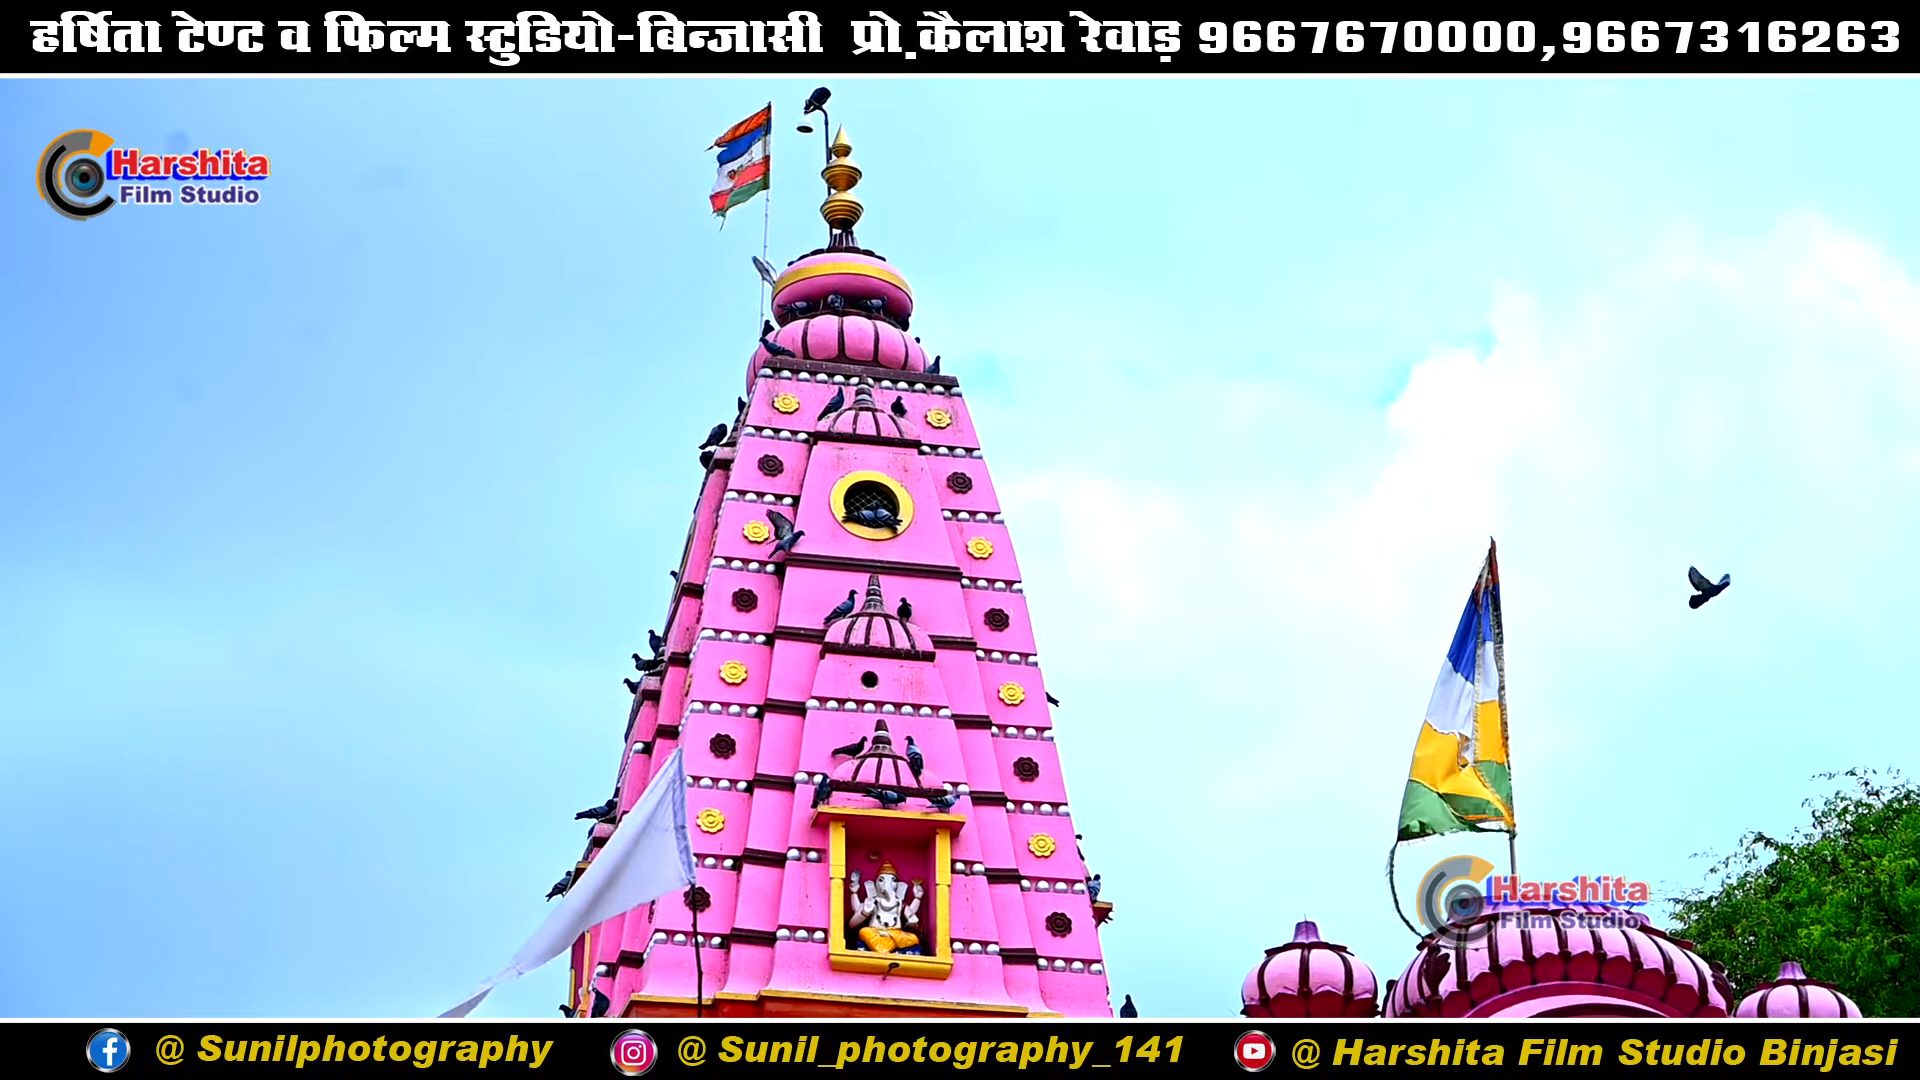 हर्षिता टेण्ट व फिल्म स्टुडियो-बिन्जासी प्रो.कैलाश रेवाड़ 9667670000,9667316263
Harshita
Film Studio
Harshita
Film Studio
@ Sunilphotography @ Sunil_photography_141 @ Harshita Film Studio Binjasi